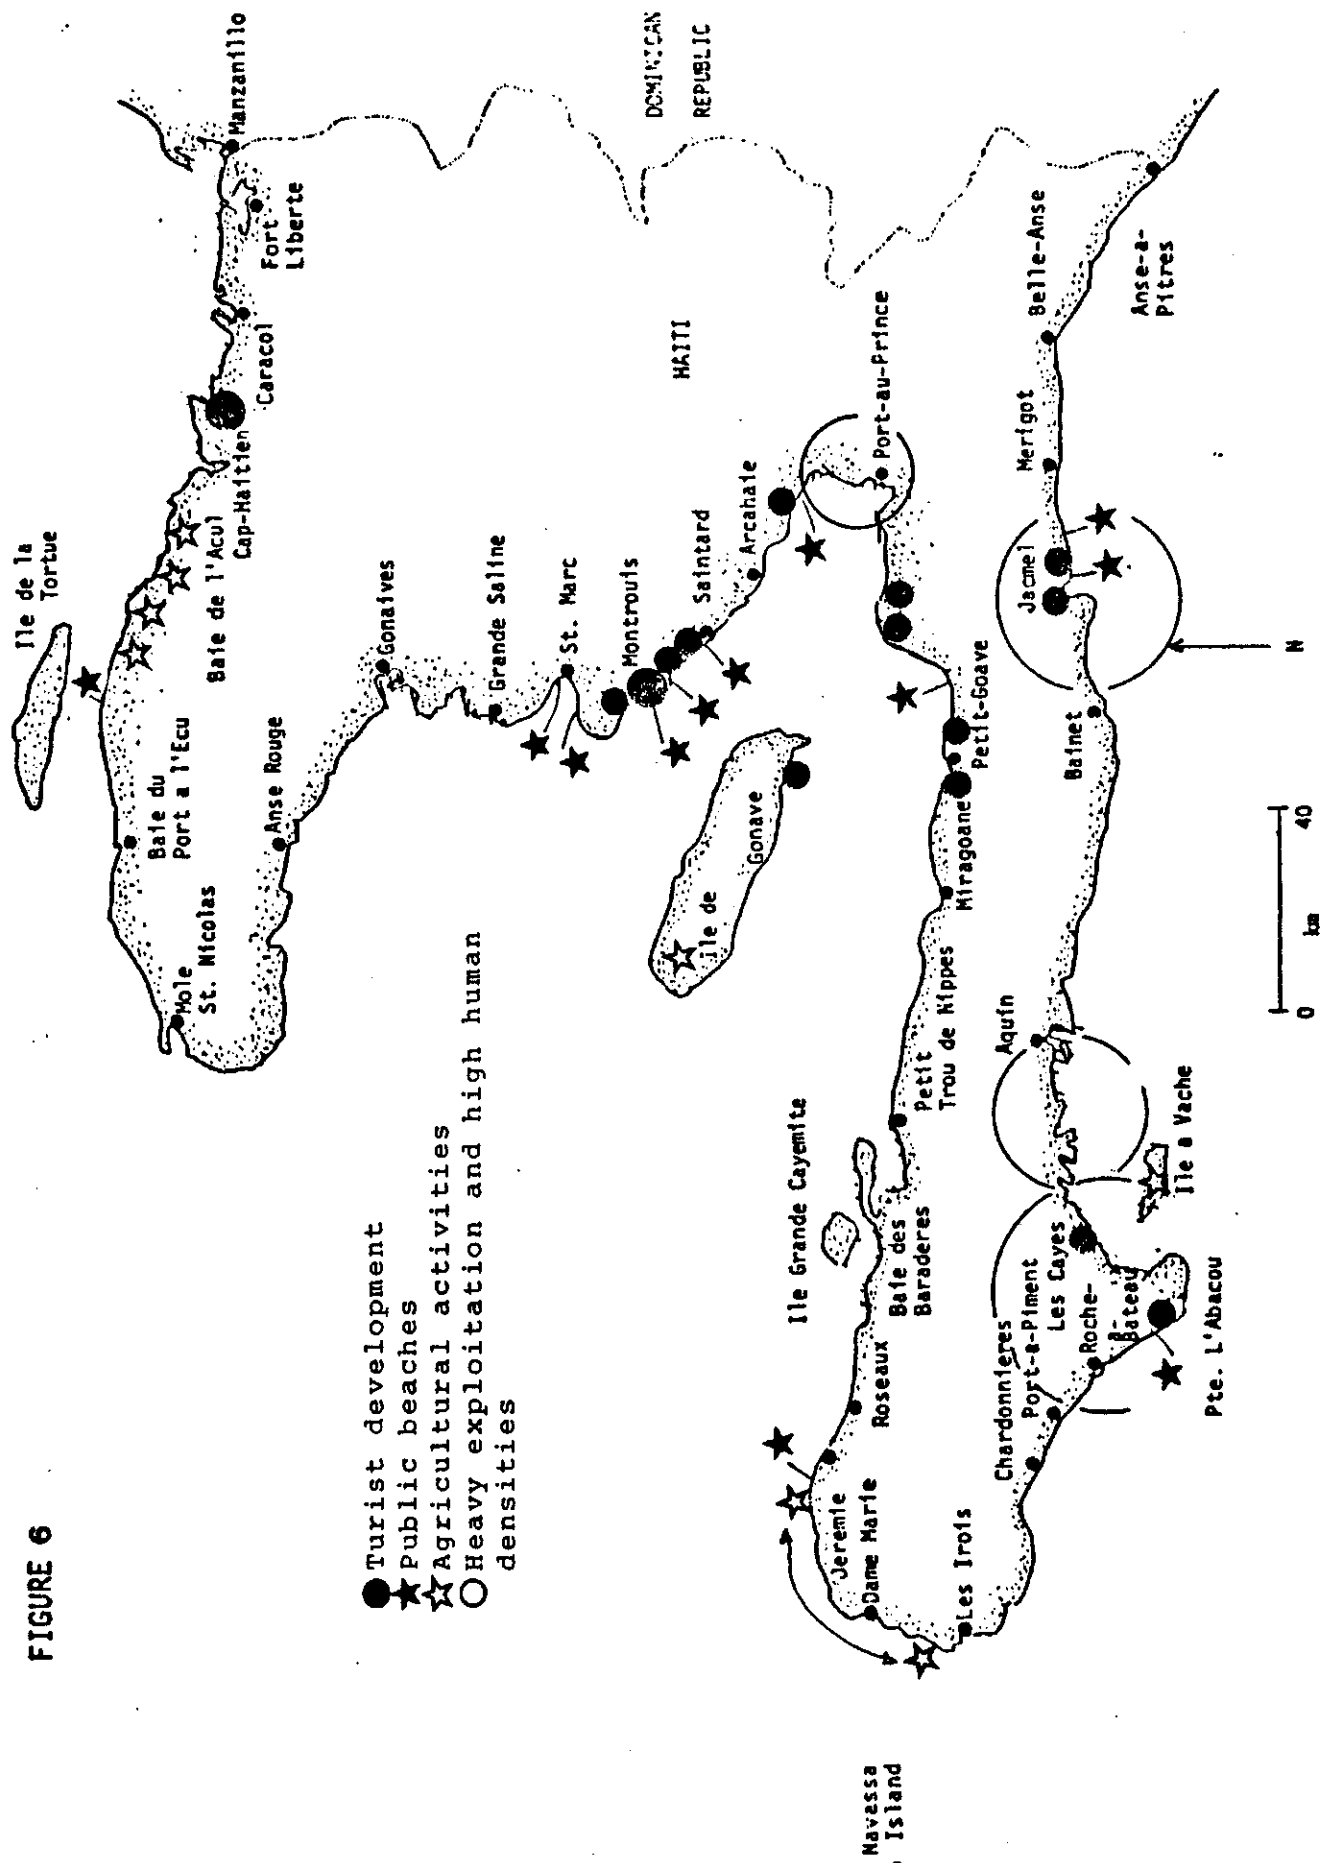 FIGURE 6
Turist development
Public beaches
Agricultural activities
Heavy exploitation and high human
densities
Ile de la
Tortue
Manzanillo
Fort
Liberte
Caracol
Cap-Haitien
Baie de l'Acul
Baie du
Port a l'Ecu
Mole
St. Nicolas
Anse Rouge
Gonaives
Grande Saline
St. Marc
Montrouis
Saintard
Arcahaie
HAITI
DOMINICAN
REPUBLIC
Port-au-Prince
Ile de
Gonave
Petit-Goave
Miragoane
Petit
Trou de Nippes
Ile Grande Cayemite
Baie des
Baraderes
Roseaux
Jeremie
Dame Marie
Les Irois
Navassa
Island
Chardonnieres
Port-a-Piment
Roche-
a-
Bateau
Les Cayes
Pte. L'Abacou
Ile a Vache
Aquin
Bainet
Jacmel
Merigot
Belle-Anse
Anse-a-
Pitres
N
0
40
km